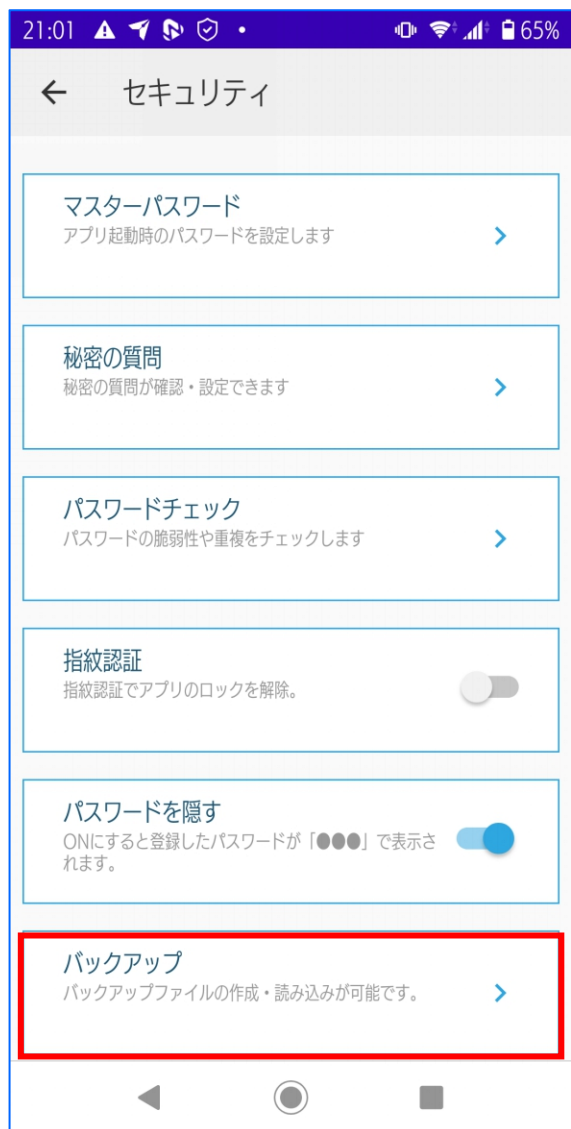 21:01 65%
セキュリティ
マスターパスワード
アプリ起動時のパスワードを設定します
秘密の質問
秘密の質問が確認・設定できます
パスワードチェック
パスワードの脆弱性や重複をチェックします
指紋認証
指紋認証でアプリのロックを解除。
パスワードを隠す
ONにすると登録したパスワードが「●●●」で表示さ
れます。
バックアップ
バックアップファイルの作成・読み込みが可能です。